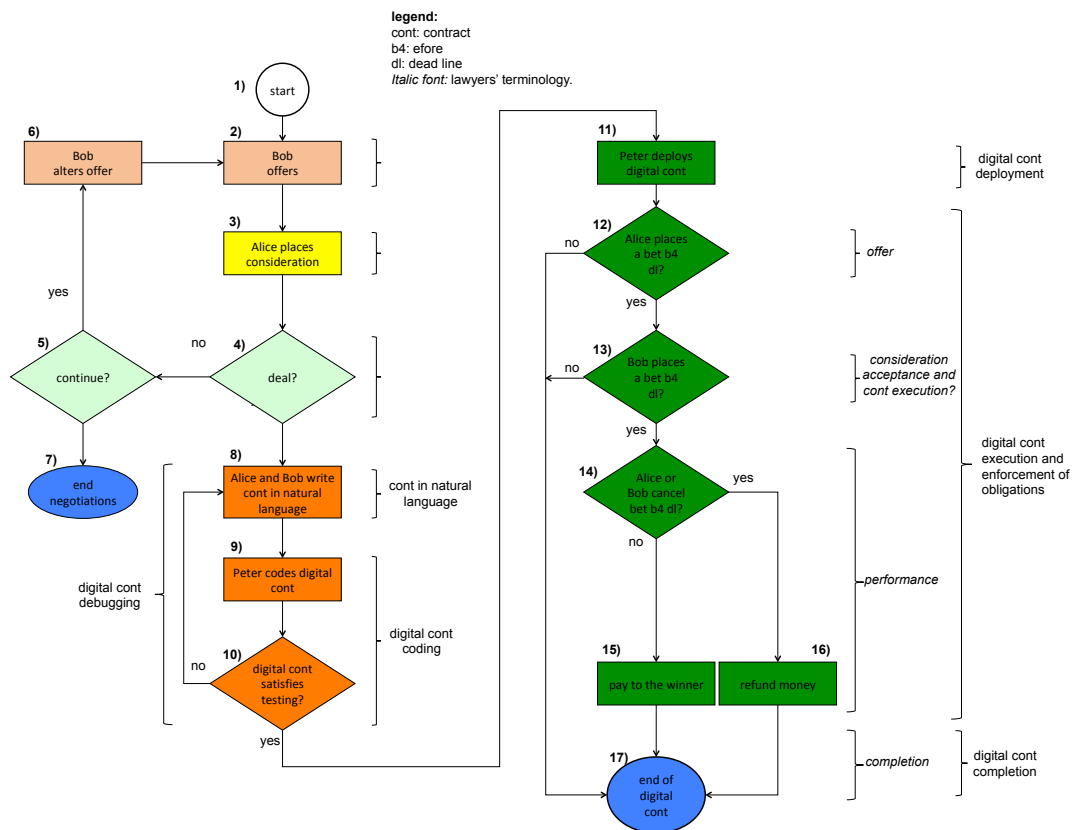 legend:
cont: contract
b4: efore
dl: dead line
Italic font: lawyers' terminology.
1)
start
6)
Bob
alters offer
2)
Bob
offers
3)
Alice places
consideration
yes
5)
continue?
no
4)
deal?
7)
end
negotiations
8)
Alice and Bob write
cont in natural
language
cont in natural
language
9)
Peter codes digital
cont
digital cont
debugging
10)
digital cont
satisfies
testing?
no
yes
digital cont
coding
11)
Peter deploys
digital cont
digital cont
deployment
12)
Alice places
a bet b4
dl?
no
yes
offer
13)
Bob places
a bet b4
dl?
no
yes
consideration
acceptance and
cont execution?
14)
Alice or
Bob cancel
bet b4 dl?
yes
no
digital cont
execution and
enforcement of
obligations
performance
15)
pay to the winner
16)
refund money
17)
end of
digital
cont
completion
digital cont
completion